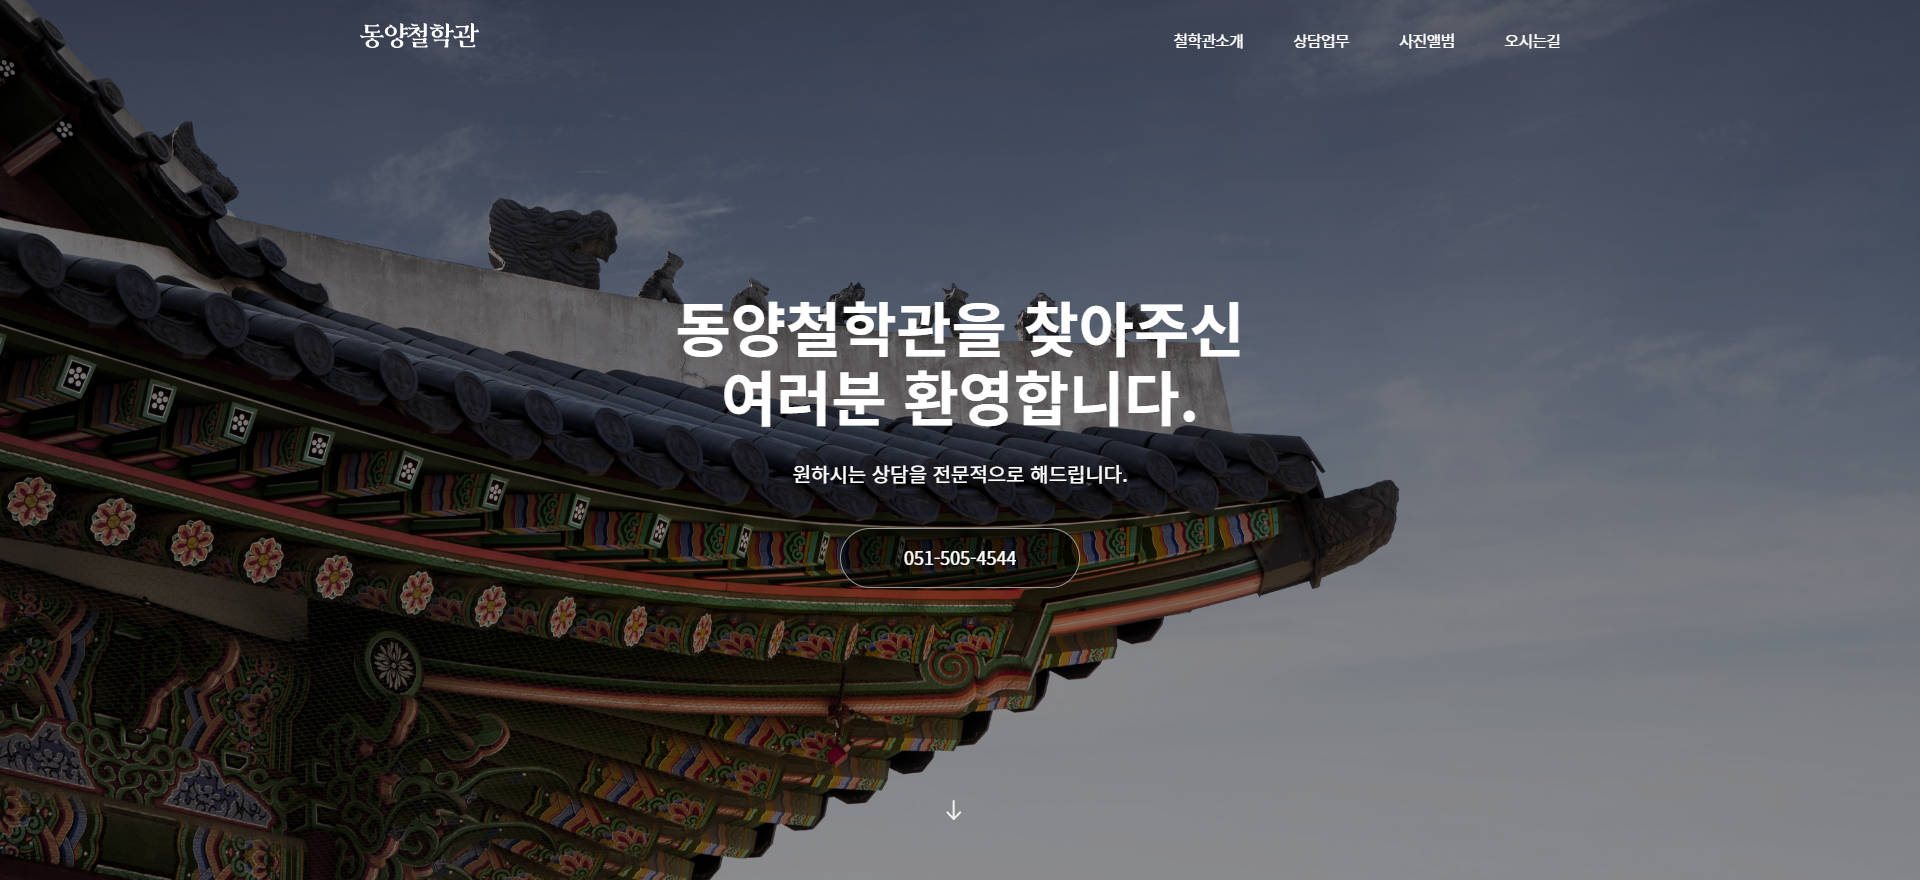 동양철학관
철학관소개
상담업무
사진앨범
오시는길
동양철학관을 찾아주신
여러분 환영합니다.
원하시는 상담을 전문적으로 해드립니다.
051-505-4544